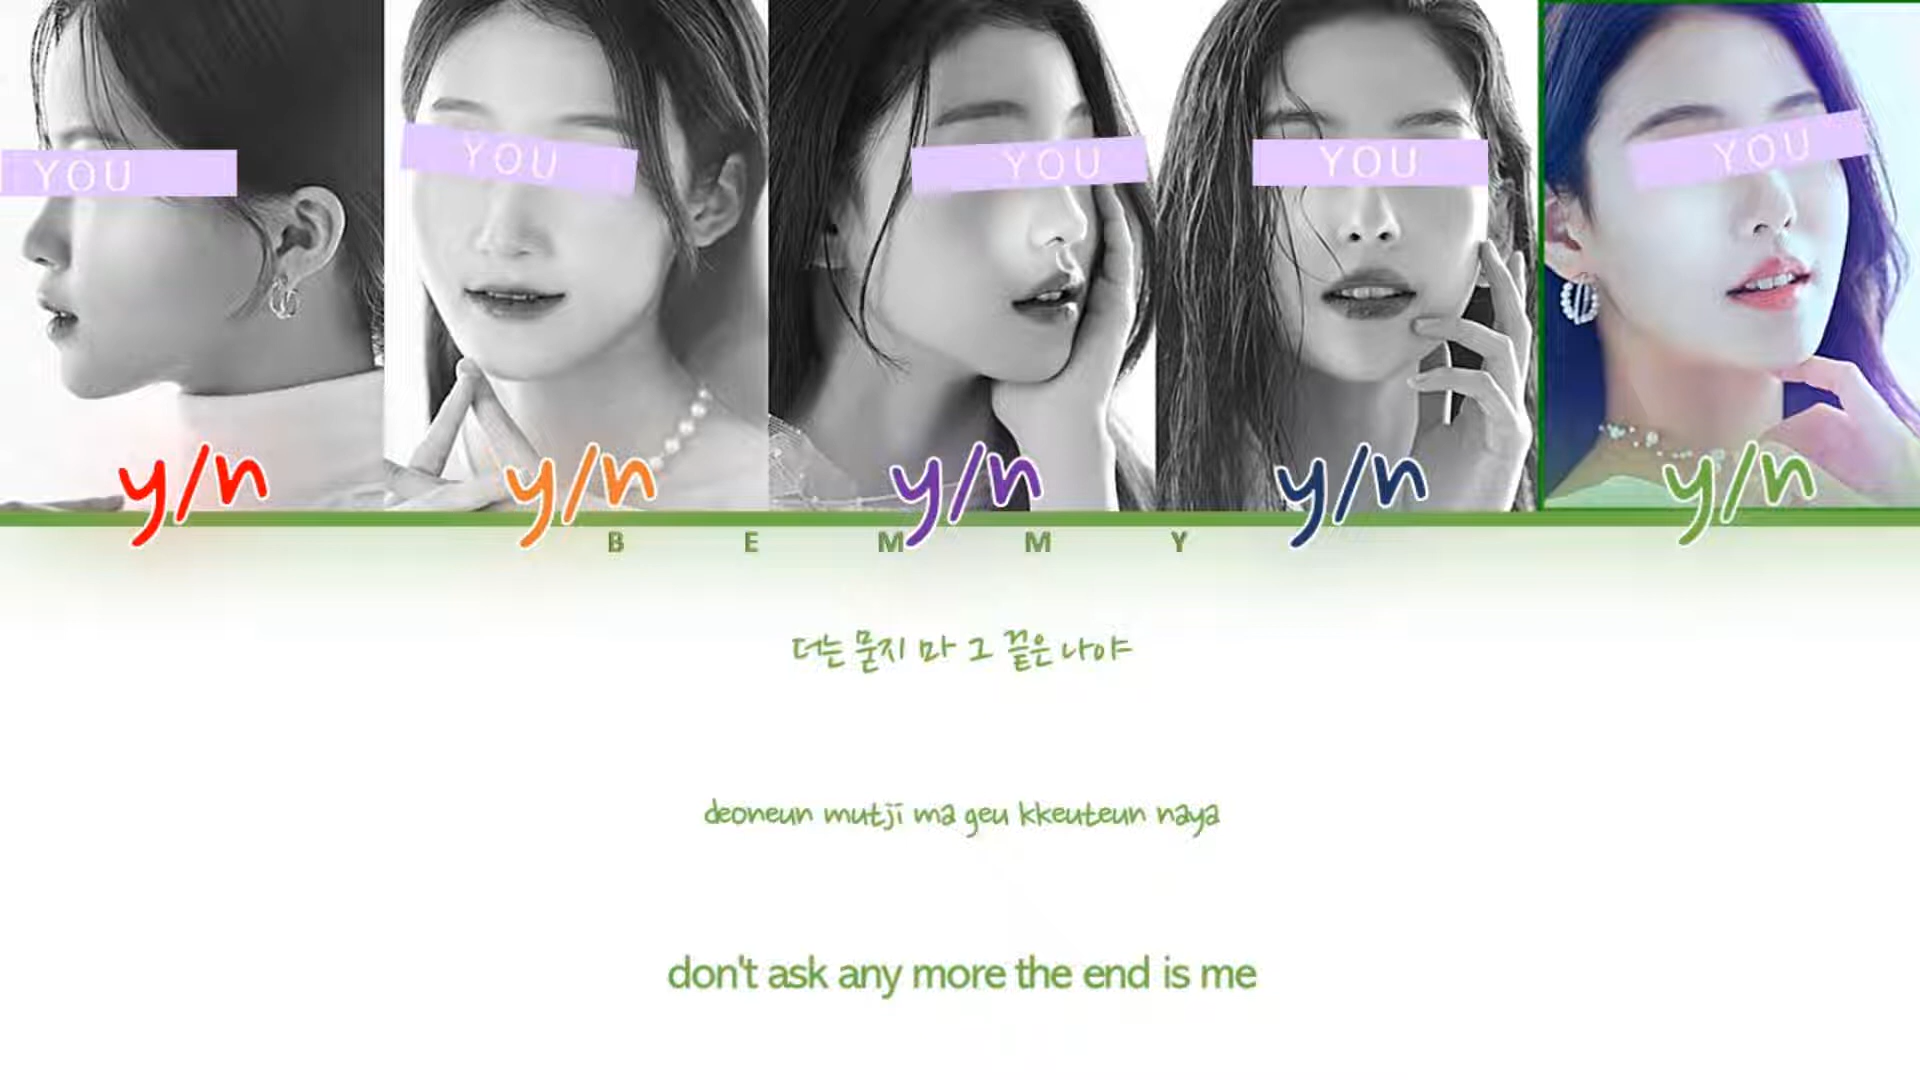 YOU YOU YOU YOU YOU
y/n y/n y/n y/n y/n
B E M M Y
더는 묻지 마 그 끝은 나야
deoneun mutji ma geu kkeuteun naya
don't ask any more the end is me